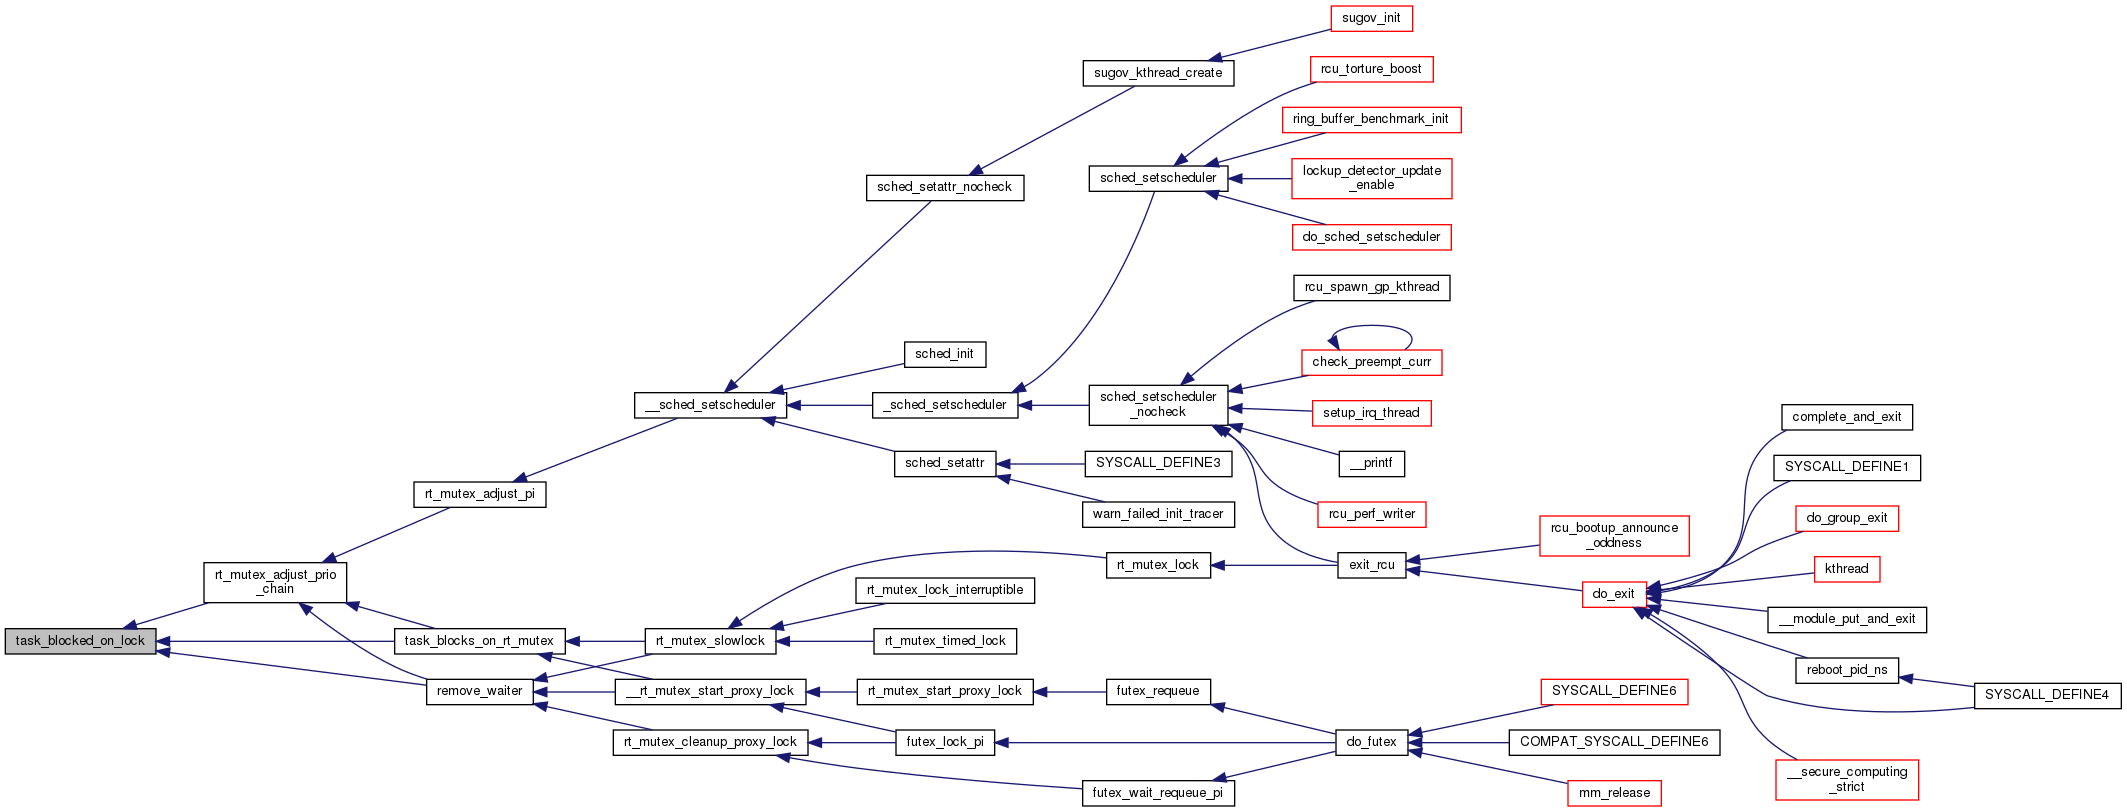 sugov_init
sugov_kthread_create
rcu_torture_boost
ring_buffer_benchmark_init
sched_setattr_nocheck
sched_setscheduler
lockup_detector_update
_enable
do_sched_setscheduler
rcu_spawn_gp_kthread
sched_init
check_preempt_curr
__sched_setscheduler
_sched_setscheduler
sched_setscheduler
_nocheck
setup_irq_thread
complete_and_exit
sched_setattr
SYSCALL_DEFINE3
__printf
SYSCALL_DEFINE1
rt_mutex_adjust_pi
warn_failed_init_tracer
rcu_perf_writer
do_group_exit
rcu_bootup_announce
_oddness
rt_mutex_adjust_prio
_chain
rt_mutex_lock
exit_rcu
kthread
rt_mutex_lock_interruptible
do_exit
__module_put_and_exit
task_blocked_on_lock
task_blocks_on_rt_mutex
rt_mutex_slowlock
rt_mutex_timed_lock
reboot_pid_ns
remove_waiter
__rt_mutex_start_proxy_lock
rt_mutex_start_proxy_lock
futex_requeue
SYSCALL_DEFINE6
SYSCALL_DEFINE4
rt_mutex_cleanup_proxy_lock
futex_lock_pi
do_futex
COMPAT_SYSCALL_DEFINE6
__secure_computing
_strict
futex_wait_requeue_pi
mm_release